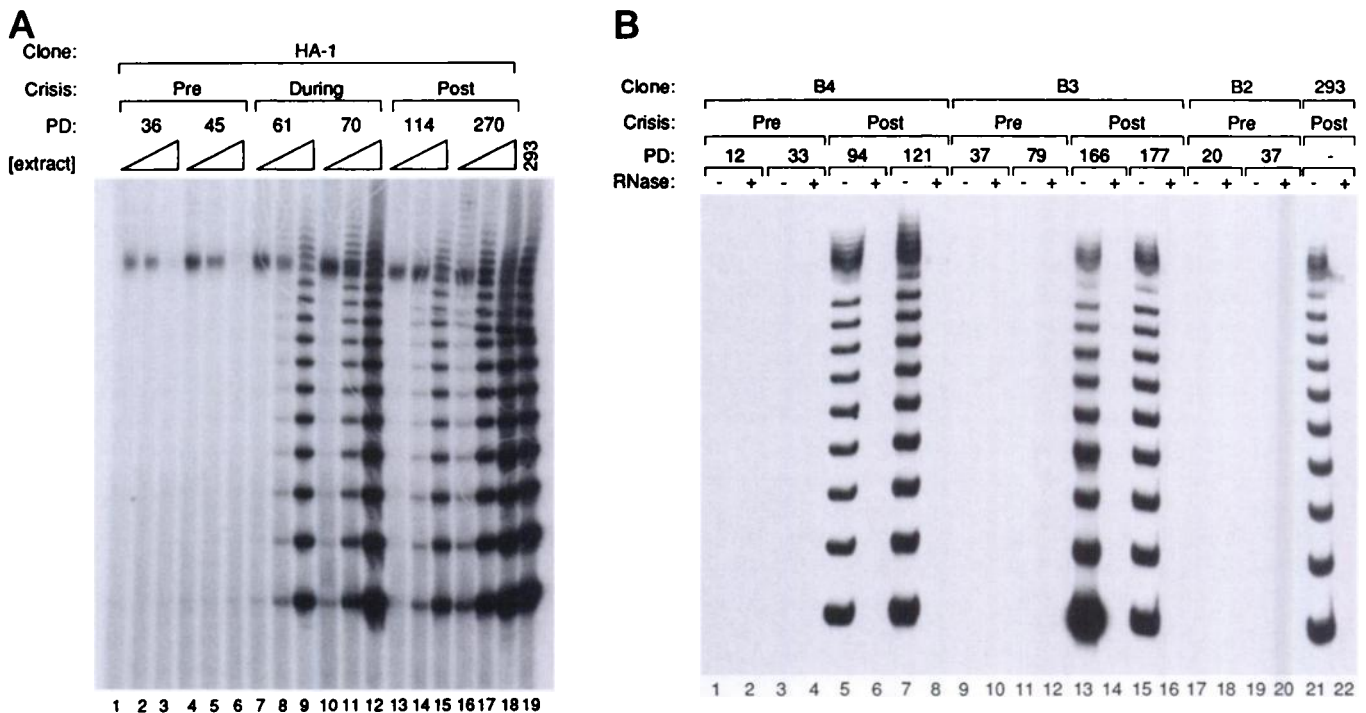 A
Clone: HA-1
Crisis: Pre During Post
PD: 36 45 61 70 114 270
[extract] 293
1 2 3 4 5 6 7 8 9 10 11 12 13 14 15 16 17 18 19
B
Clone: B4 B3 B2 293
Crisis: Pre Post Pre Post Pre Post
PD: 12 33 94 121 37 79 166 177 20 37 -
RNase: - + - + - + - + - + - + - + - + - + - + - +
1 2 3 4 5 6 7 8 9 10 11 12 13 14 15 16 17 18 19 20 21 22